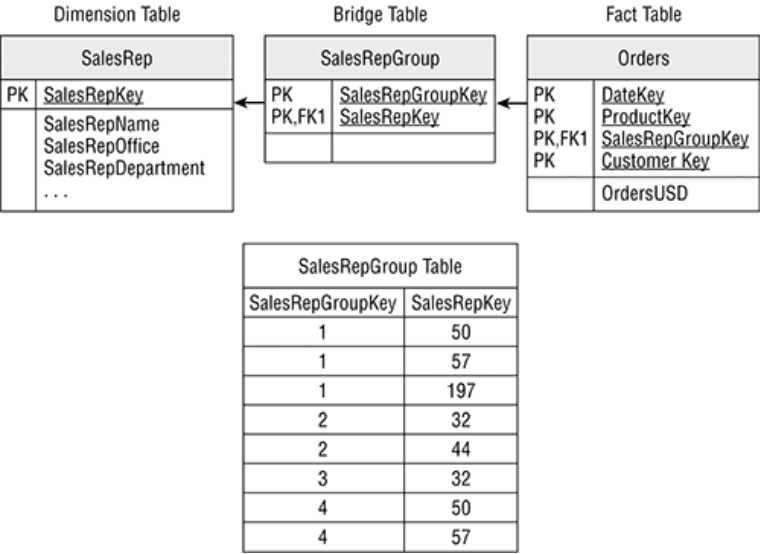 Dimension Table Bridge Table Fact Table
SalesRep SalesRepGroup Orders
PK SalesRepKey PK SalesRepGroupKey PK DateKey
PK,FK1 SalesRepKey PK ProductKey
SalesRepName PK,FK1 SalesRepGroupKey
SalesRepOffice PK Customer Key
SalesRepDepartment
. . . OrdersUSD
SalesRepGroup Table
SalesRepGroupKey SalesRepKey
1 50
1 57
1 197
2 32
2 44
3 32
4 50
4 57